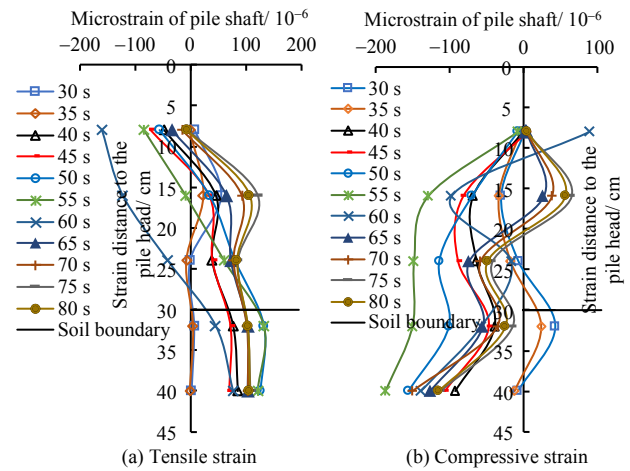 Microstrain of pile shaft/ 10⁻⁶
−200 −100 0 100 200
0
5
10
15
20
25
30
35
40
45
Strain distance to the
pile head/ cm
30 s
35 s
40 s
45 s
50 s
55 s
60 s
65 s
70 s
75 s
80 s
Soil boundary
(a) Tensile strain
Microstrain of pile shaft/ 10⁻⁶
−200 −100 0 100
0
5
10
15
20
25
30
35
40
45
Strain distance to the
pile head/ cm
30 s
35 s
40 s
45 s
50 s
55 s
60 s
65 s
70 s
75 s
80 s
Soil boundary
(b) Compressive strain